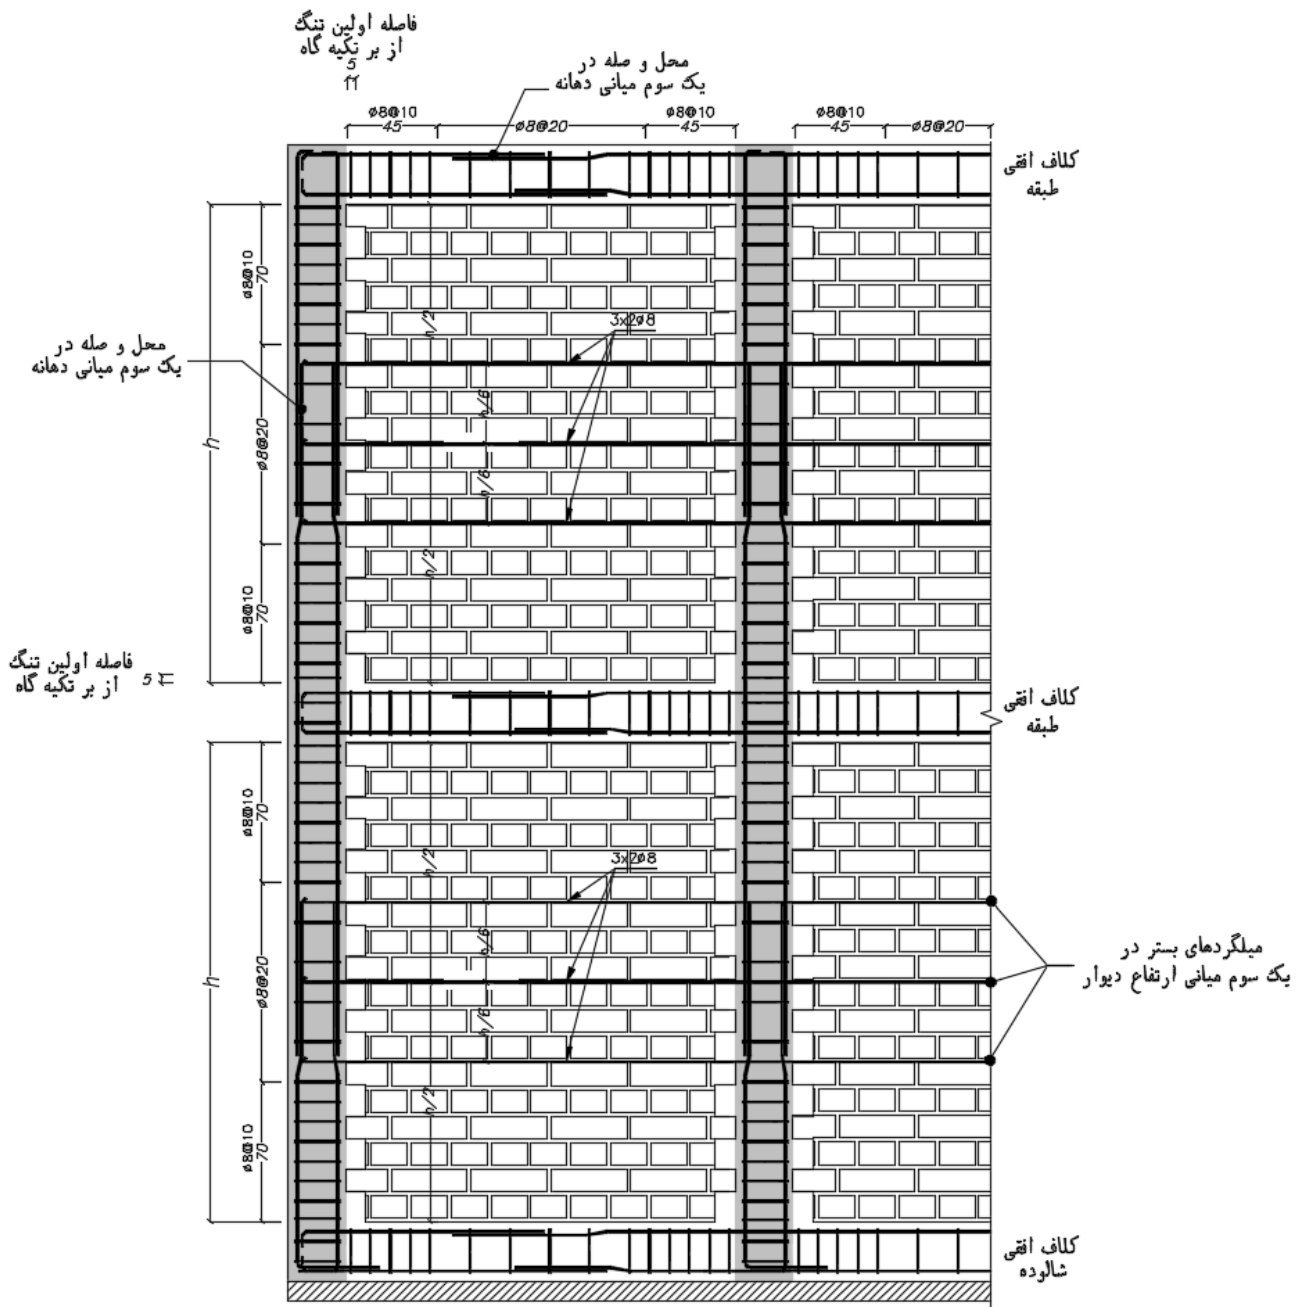 فاصله اولین تنگ
از بر تکیه گاه
5
محل و صله در
یک سوم میانی دهانه
ø8@10
45
ø8@20
ø8@10
45
ø8@10
45
ø8@20
کلاف افقی
طبقه
ø8@10
70
h/2
3x2ø8
محل و صله در
یک سوم میانی دهانه
h/6
h
ø8@20
h/6
h/2
ø8@10
70
فاصله اولین تنگ
از بر تکیه گاه
5
کلاف افقی
طبقه
ø8@10
70
h/2
3x2ø8
h/6
میلگردهای بستر در
یک سوم میانی ارتفاع دیوار
h
ø8@20
h/6
h/2
ø8@10
70
کلاف افقی
شالوده